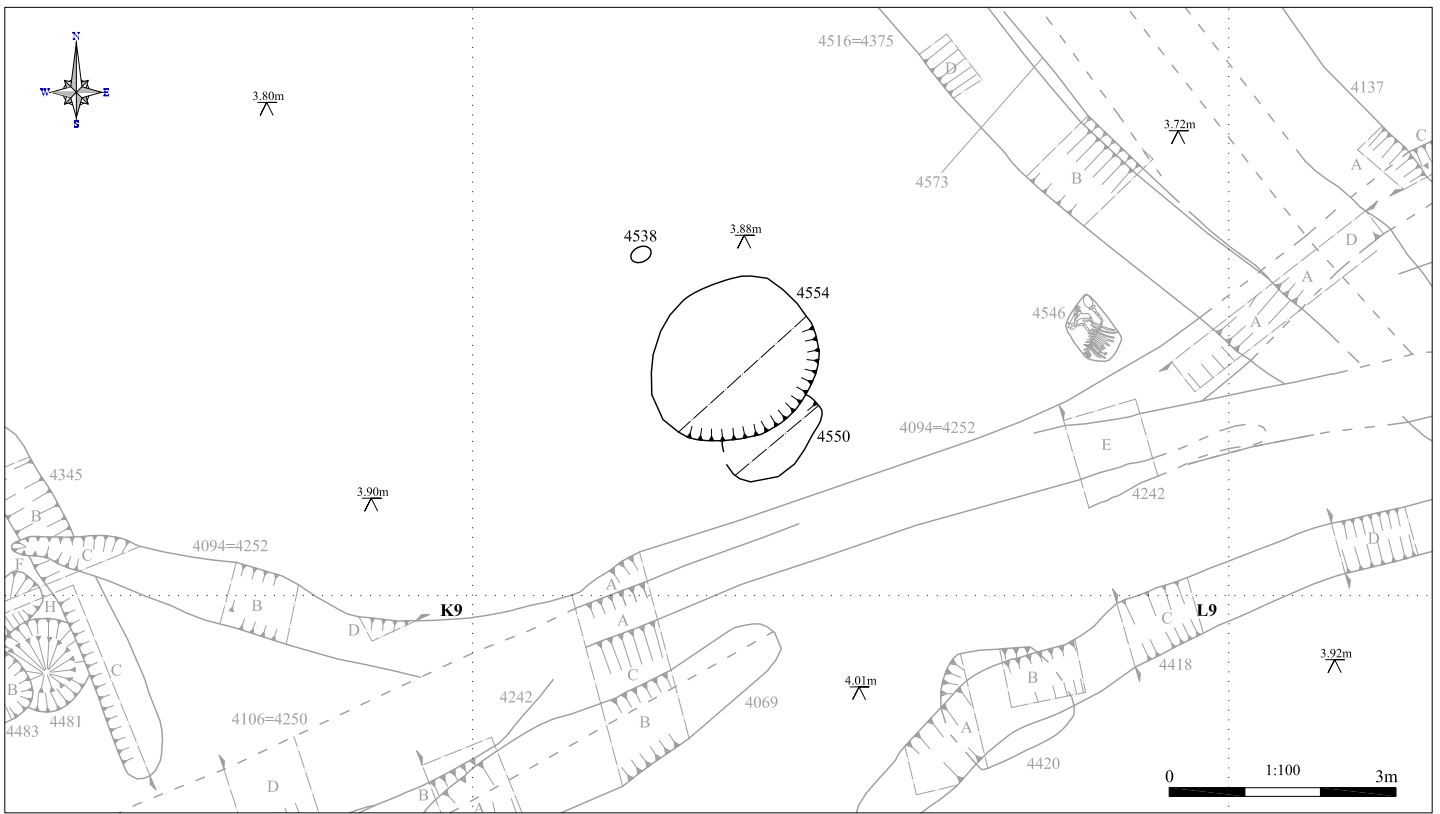 N
W E
S
3.80m
4516=4375
D
4137
3.72m
C
A
4573
B
4538
3.88m
D
4554
A
4546
A
4094=4252
4550
E
4345
3.90m
4242
B
D
4094=4252
C
F
A
B
H
K9
L9
D
A
C
C
4418
3.92m
C
B
B
4242
4.01m
4069
4106=4250
B
4481
4483
A
4420
D
B
A
0 1:100 3m